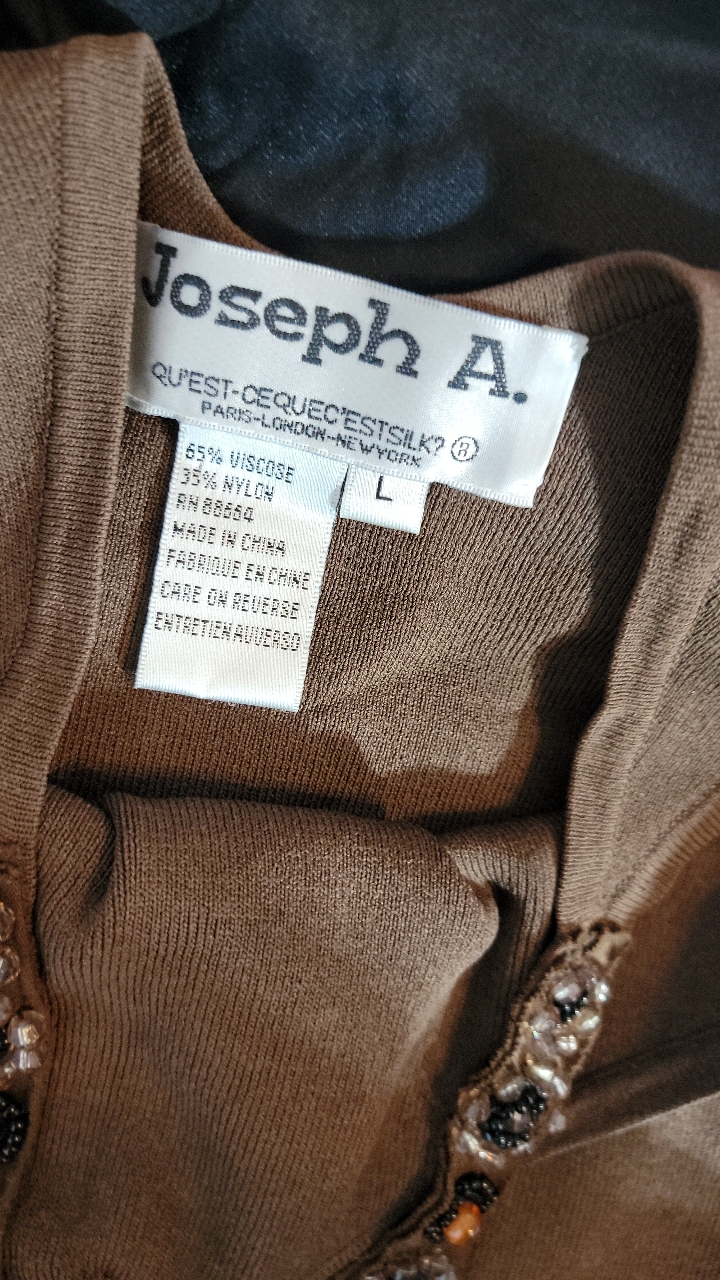 Joseph A.
QU'EST-CEQUEC'ESTSILK? ®
PARIS-LONDON-NEWYORK
65% VISCOSE
35% NYLON
RN 88664
MADE IN CHINA
FABRIQUE EN CHINE
CARE ON REVERSE
ENTRETIEN AU VERSO
L